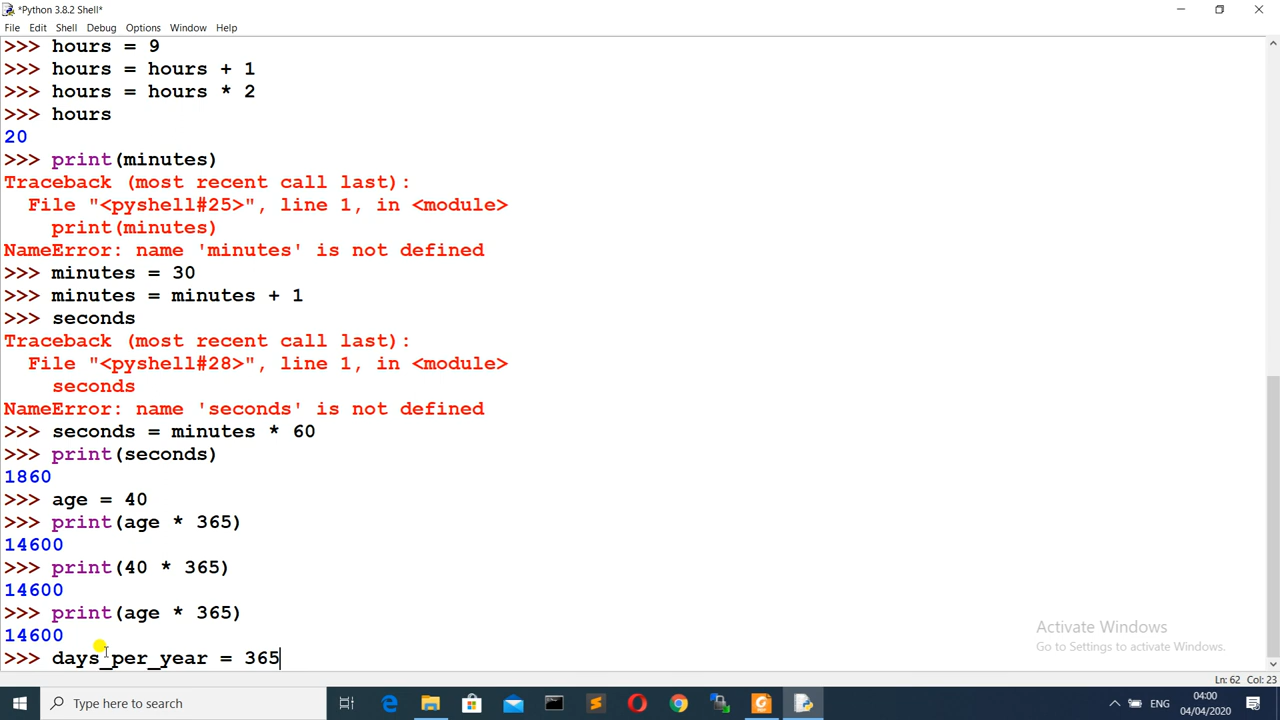 *Python 3.8.2 Shell*
File Edit Shell Debug Options Window Help
>>> hours = 9
>>> hours = hours + 1
>>> hours = hours * 2
>>> hours
20
>>> print(minutes)
Traceback (most recent call last):
  File "<pyshell#25>", line 1, in <module>
    print(minutes)
NameError: name 'minutes' is not defined
>>> minutes = 30
>>> minutes = minutes + 1
>>> seconds
Traceback (most recent call last):
  File "<pyshell#28>", line 1, in <module>
    seconds
NameError: name 'seconds' is not defined
>>> seconds = minutes * 60
>>> print(seconds)
1860
>>> age = 40
>>> print(age * 365)
14600
>>> print(40 * 365)
14600
>>> print(age * 365)
14600
>>> days_per_year = 365
Activate Windows
Go to Settings to activate Windows.
Ln: 62 Col: 23
Type here to search
ENG
04:00
04/04/2020